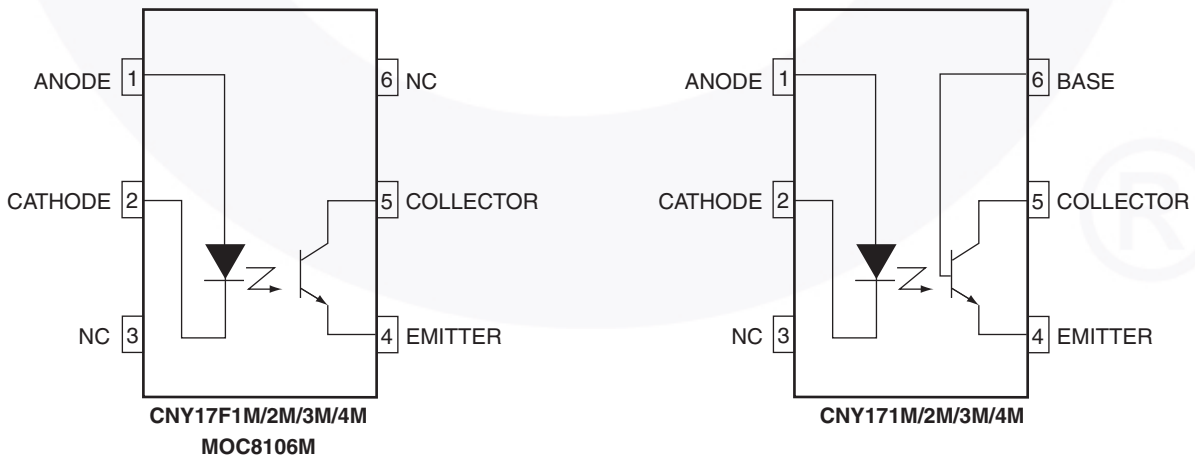 ANODE 1
6 NC
CATHODE 2
5 COLLECTOR
NC 3
4 EMITTER
CNY17F1M/2M/3M/4M
MOC8106M
ANODE 1
6 BASE
CATHODE 2
5 COLLECTOR
NC 3
4 EMITTER
CNY171M/2M/3M/4M
®